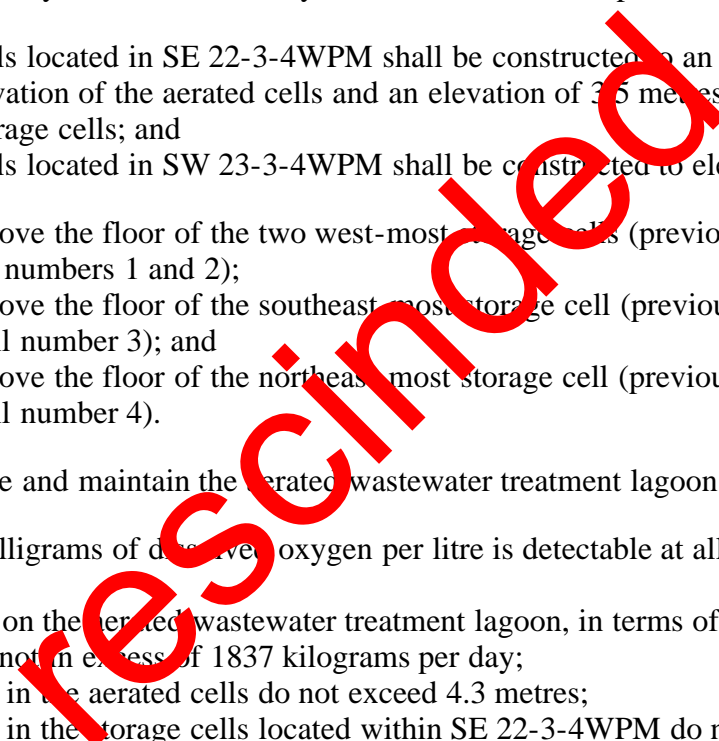 ls located in SE 22-3-4WPM shall be constructed to an
vation of the aerated cells and an elevation of 3.5 metres
rage cells; and
ls located in SW 23-3-4WPM shall be constructed to ele
ove the floor of the two west-most storage cells (previo
numbers 1 and 2);
ove the floor of the southeast-most storage cell (previou
l number 3); and
ove the floor of the northeast-most storage cell (previou
l number 4).
e and maintain the aerated wastewater treatment lagoon
lligrams of dissolved oxygen per litre is detectable at all
on the aerated wastewater treatment lagoon, in terms of
not in excess of 1837 kilograms per day;
in the aerated cells do not exceed 4.3 metres;
in the storage cells located within SE 22-3-4WPM do n
rescinded